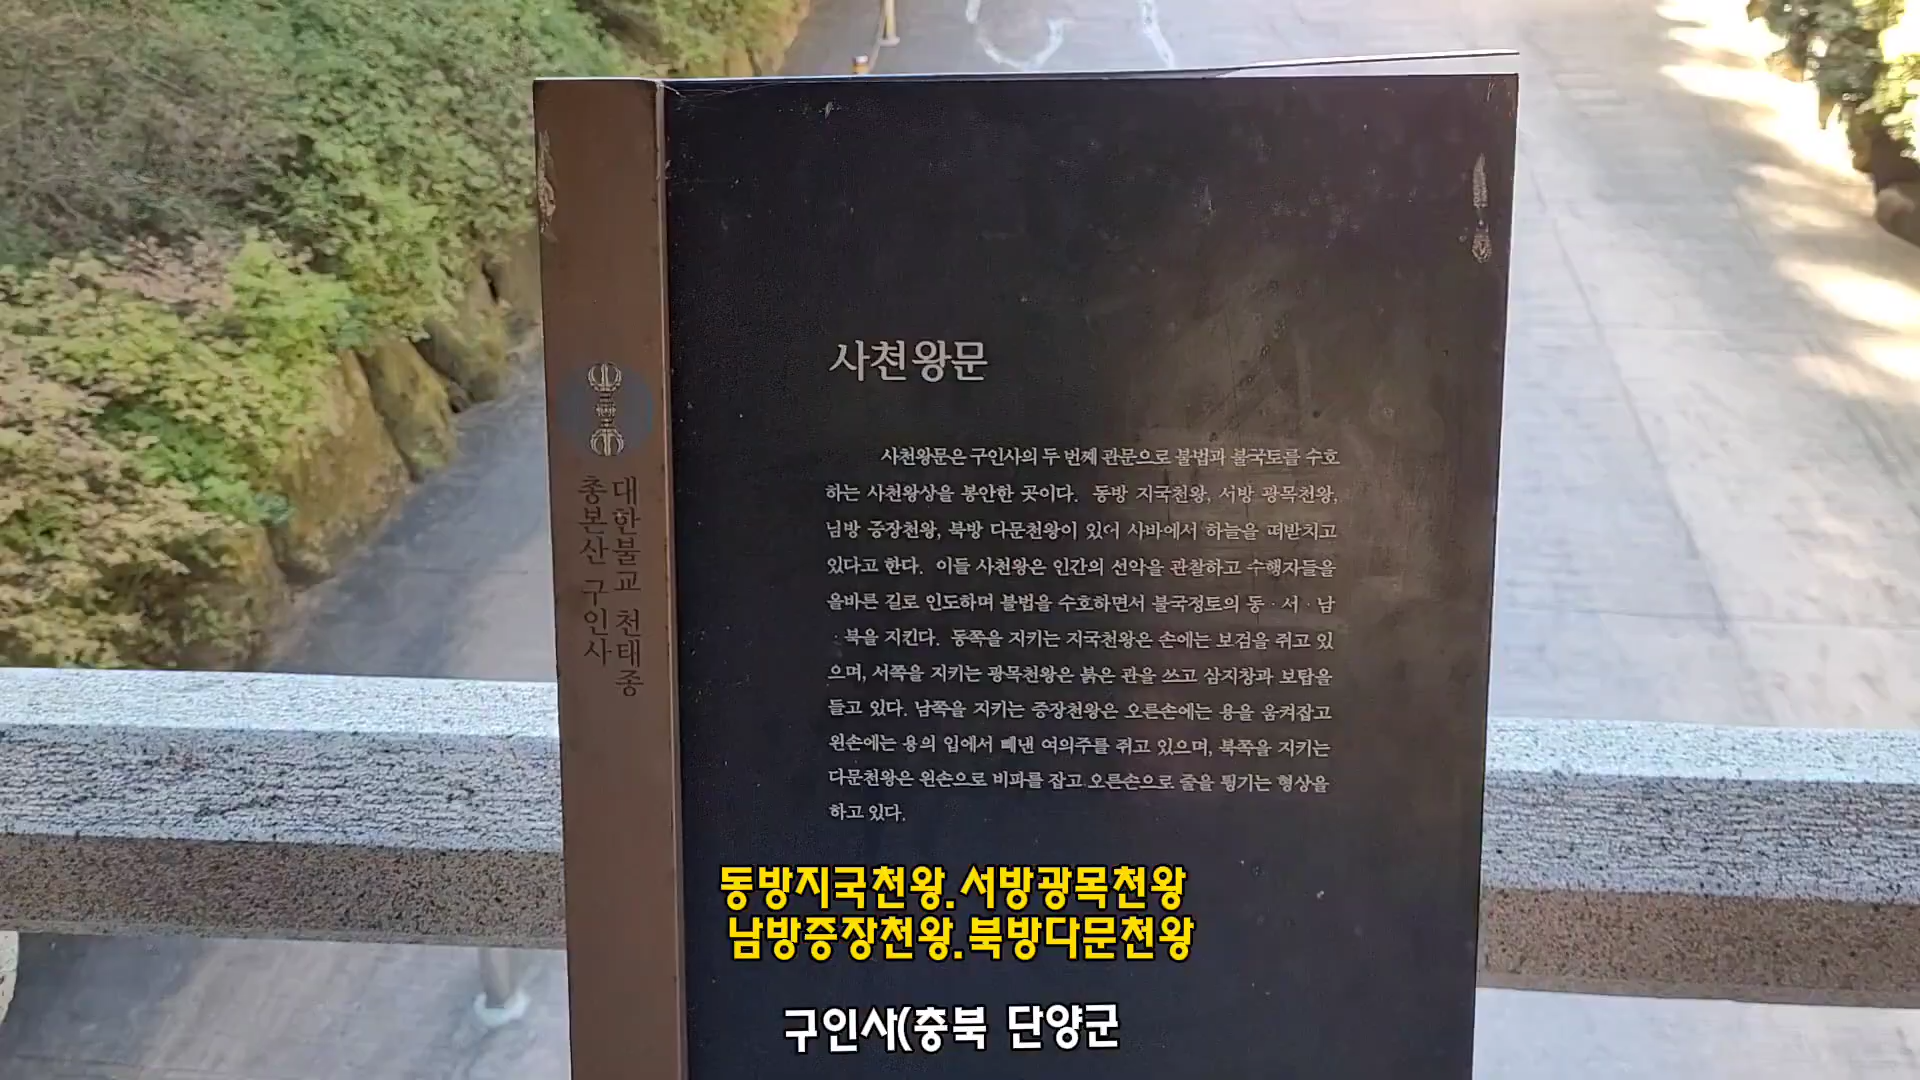 사천왕문
사천왕문은 구인사의 두 번째 관문으로 불법과 불국토를 수호
하는 사천왕상을 봉안한 곳이다. 동방 지국천왕, 서방 광목천왕,
남방 증장천왕, 북방 다문천왕이 있어 사바에서 하늘을 떠받치고
있다고 한다. 이들 사천왕은 인간의 선악을 관찰하고 수행자들을
올바른 길로 인도하며 불법을 수호하면서 불국정토의 동 · 서 · 남
· 북을 지킨다. 동쪽을 지키는 지국천왕은 손에는 보검을 쥐고 있
으며, 서쪽을 지키는 광목천왕은 붉은 관을 쓰고 삼지창과 보탑을
들고 있다. 남쪽을 지키는 증장천왕은 오른손에는 용을 움켜잡고
왼손에는 용의 입에서 빼낸 여의주를 쥐고 있으며, 북쪽을 지키는
다문천왕은 왼손으로 비파를 잡고 오른손으로 줄을 튕기는 형상을
하고 있다.
대한불교 천태종
총본산 구인사
동방지국천왕.서방광목천왕
남방증장천왕.북방다문천왕
구인사(충북 단양군